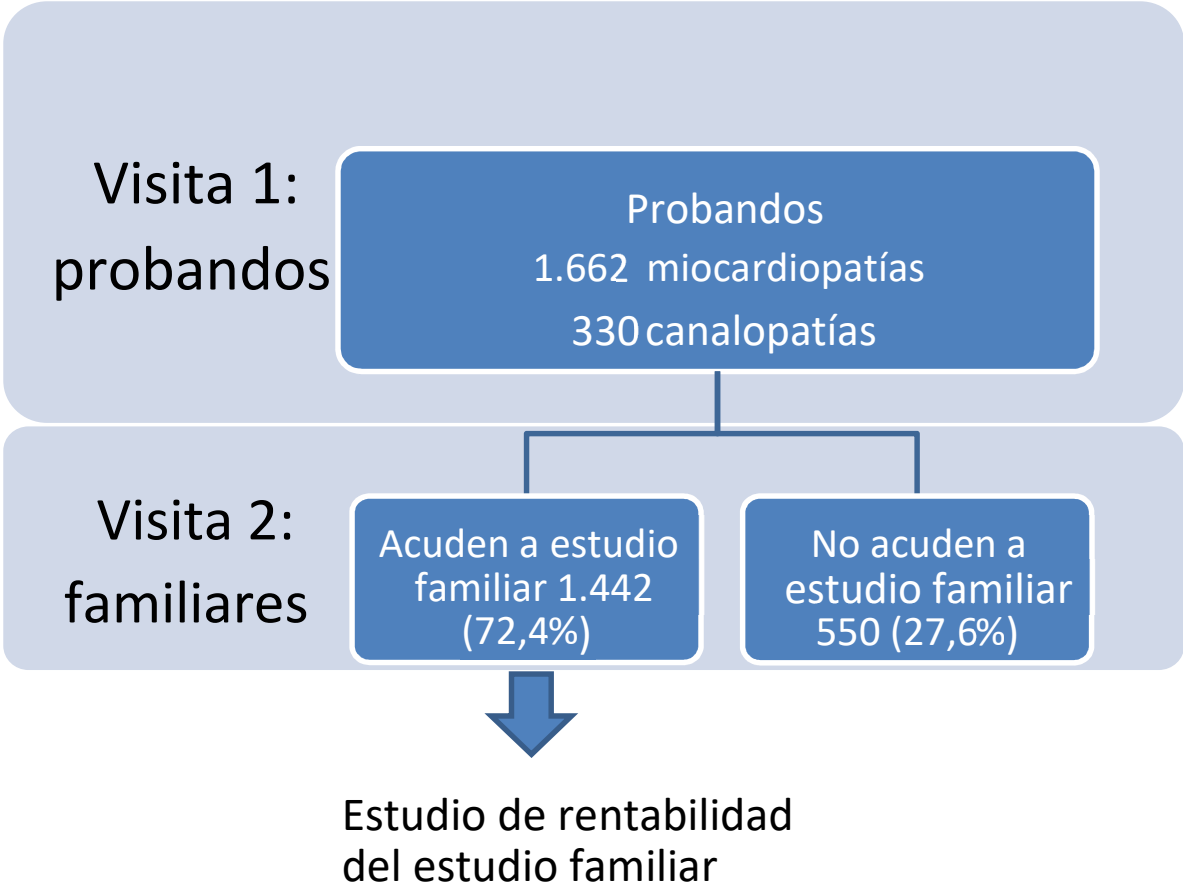 Visita 1:
probandos
Probandos
1.662 miocardiopatías
330 canalopatías
Visita 2:
familiares
Acuden a estudio
familiar 1.442
(72,4%)
No acuden a
estudio familiar
550 (27,6%)
Estudio de rentabilidad
del estudio familiar